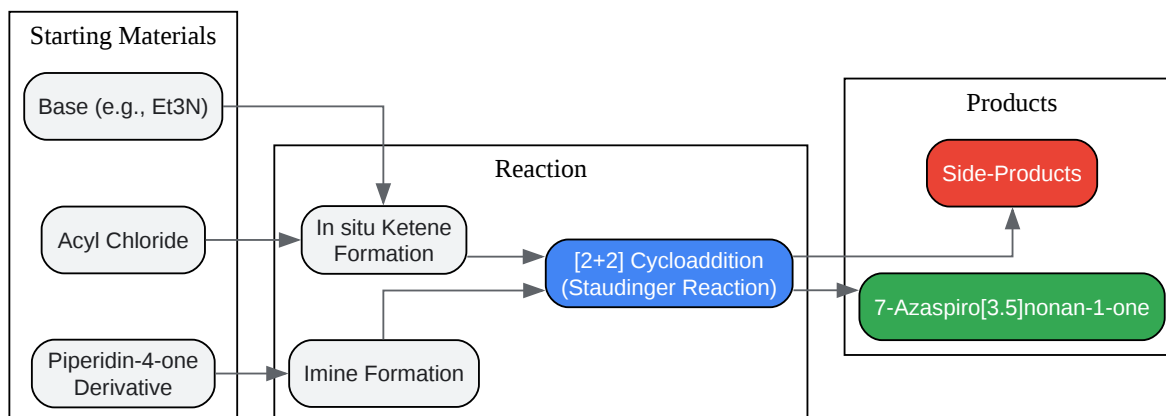 Starting Materials
Base (e.g., Et3N)
Acyl Chloride
Piperidin-4-one
Derivative
Reaction
In situ Ketene
Formation
Imine Formation
[2+2] Cycloaddition
(Staudinger Reaction)
Products
Side-Products
7-Azaspiro[3.5]nonan-1-one